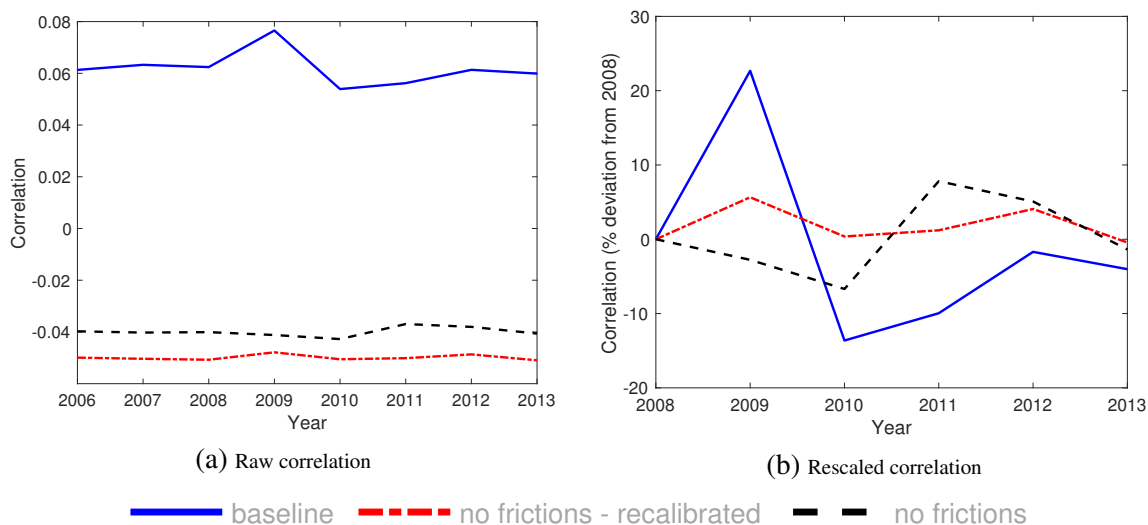 0.08
0.06
0.04
0.02
0
-0.02
-0.04
Correlation
2006 2007 2008 2009 2010 2011 2012 2013
Year
(a) Raw correlation
30
20
10
0
-10
-20
Correlation (% deviation from 2008)
2008 2009 2010 2011 2012 2013
Year
(b) Rescaled correlation
baseline no frictions - recalibrated no frictions